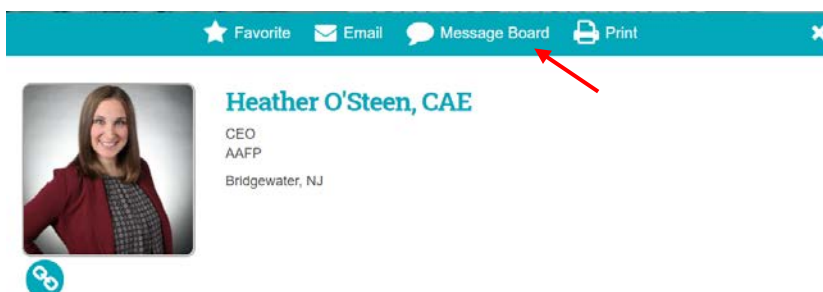 Favorite Email Message Board Print
Heather O'Steen, CAE
CEO
AAFP
Bridgewater, NJ